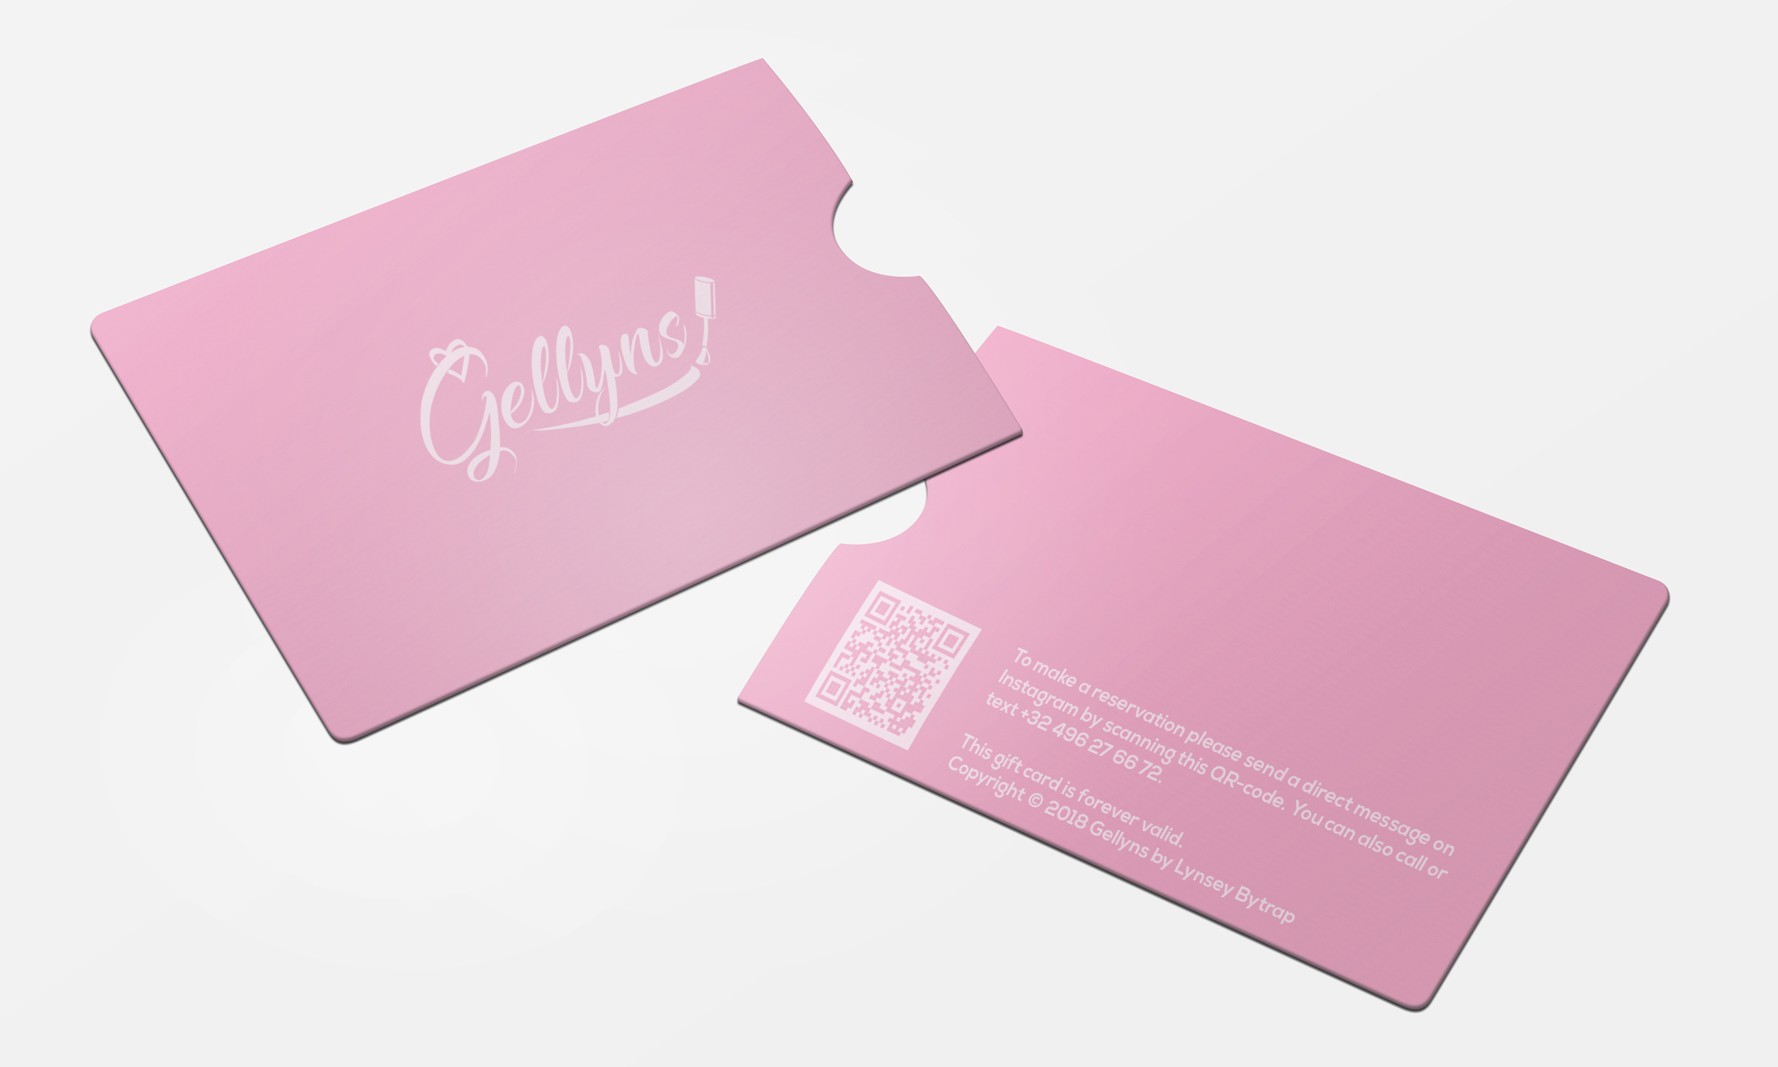 Gellyns
To make a reservation please send a direct message on
Instagram by scanning this QR-code. You can also call or
text +32 496 27 66 72.
This gift card is forever valid.
Copyright © 2018 Gellyns by Lynsey Bytrap